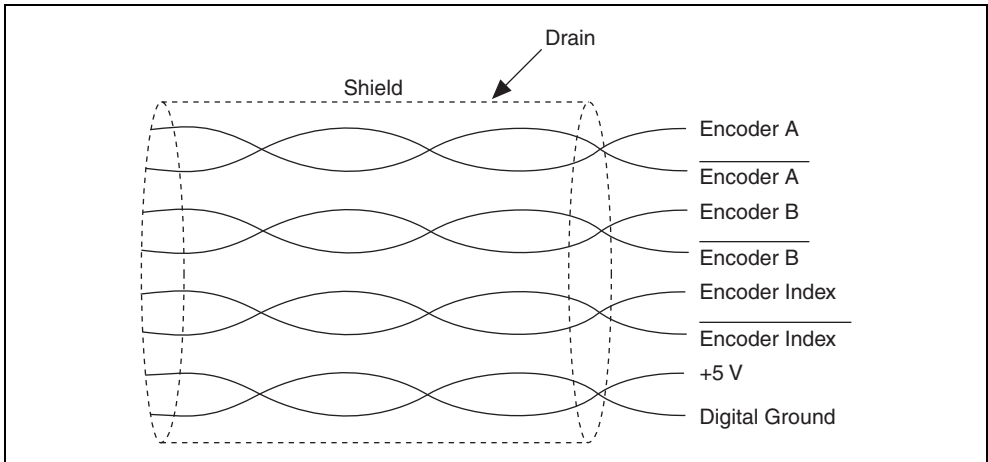 Drain
Shield
Encoder A
Encoder A
Encoder B
Encoder B
Encoder Index
Encoder Index
+5 V
Digital Ground